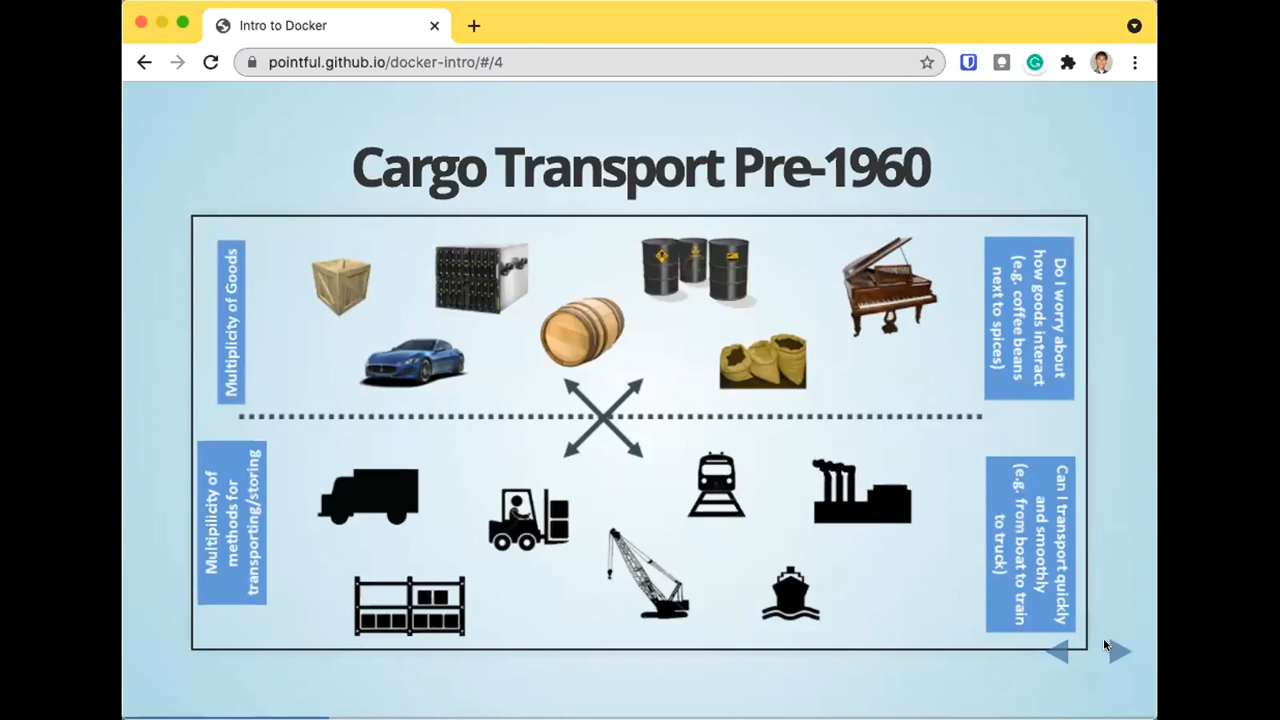 Intro to Docker
pointful.github.io/docker-intro/#/4
Cargo Transport Pre-1960
Multiplicity of Goods
Do I worry about
how goods interact
(e.g. coffee beans
next to spices)
Multipilicity of
methods for
transporting/storing
Can I transport quickly
and smoothly
(e.g. from boat to train
to truck)